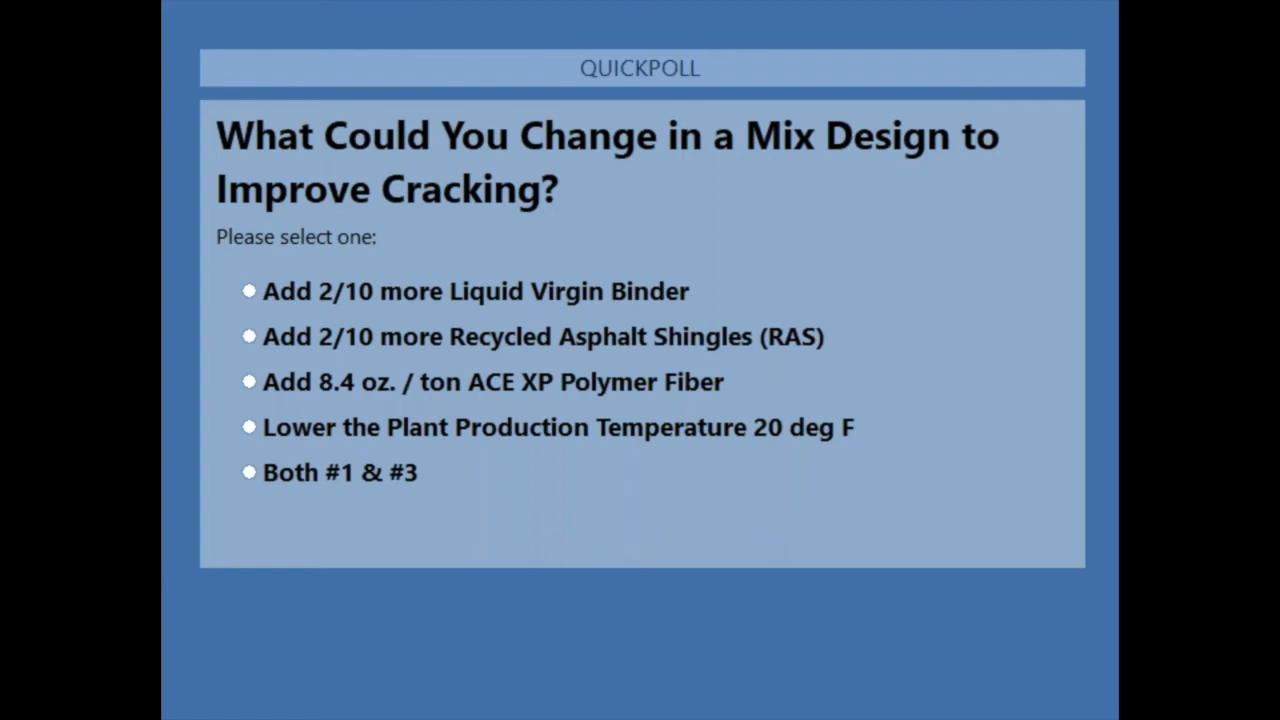 QUICKPOLL
What Could You Change in a Mix Design to
Improve Cracking?
Please select one:
Add 2/10 more Liquid Virgin Binder
Add 2/10 more Recycled Asphalt Shingles (RAS)
Add 8.4 oz. / ton ACE XP Polymer Fiber
Lower the Plant Production Temperature 20 deg F
Both #1 & #3